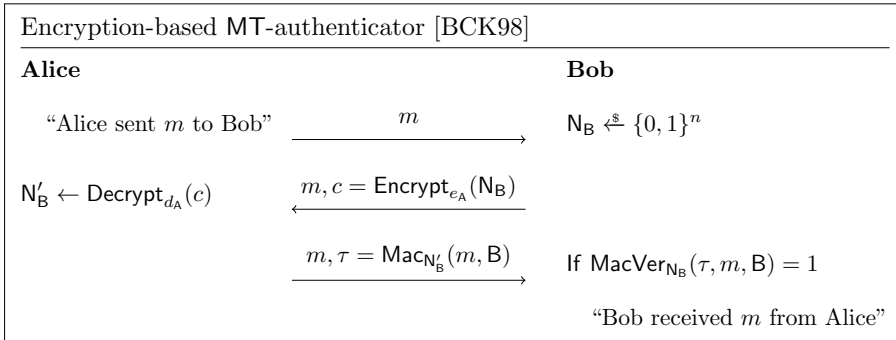 Encryption-based MT-authenticator [BCK98]
Alice Bob
“Alice sent m to Bob” m N_B ←$ {0, 1}^n
N′_B ← Decrypt_{d_A}(c) m, c = Encrypt_{e_A}(N_B)
m, τ = Mac_{N′_B}(m, B) If MacVer_{N_B}(τ, m, B) = 1
“Bob received m from Alice”